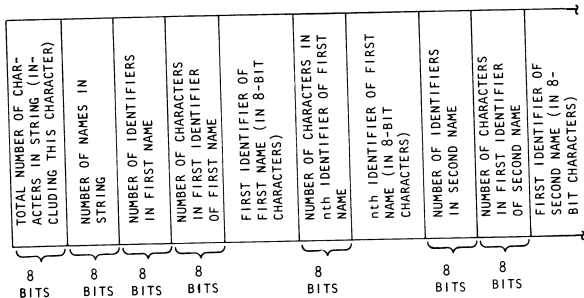 TOTAL NUMBER OF CHAR-
ACTERS IN STRING (IN-
CLUDING THIS CHARACTER)
NUMBER OF NAMES IN
STRING
NUMBER OF IDENTIFIERS
IN FIRST NAME
NUMBER OF CHARACTERS
IN FIRST IDENTIFIER
OF FIRST NAME
FIRST IDENTIFIER OF
FIRST NAME (IN 8-BIT
CHARACTERS)
NUMBER OF CHARACTERS IN
nth IDENTIFIER OF FIRST
NAME
nth IDENTIFIER OF FIRST
NAME (IN 8-BIT
CHARACTERS)
NUMBER OF IDENTIFIERS
IN SECOND NAME
NUMBER OF CHARACTERS
IN FIRST IDENTIFIER
OF SECOND NAME
FIRST IDENTIFIER OF
SECOND NAME (IN 8-
BIT CHARACTERS)
8
BITS
8
BITS
8
BITS
8
BITS
8
BITS
8
BITS
8
BITS